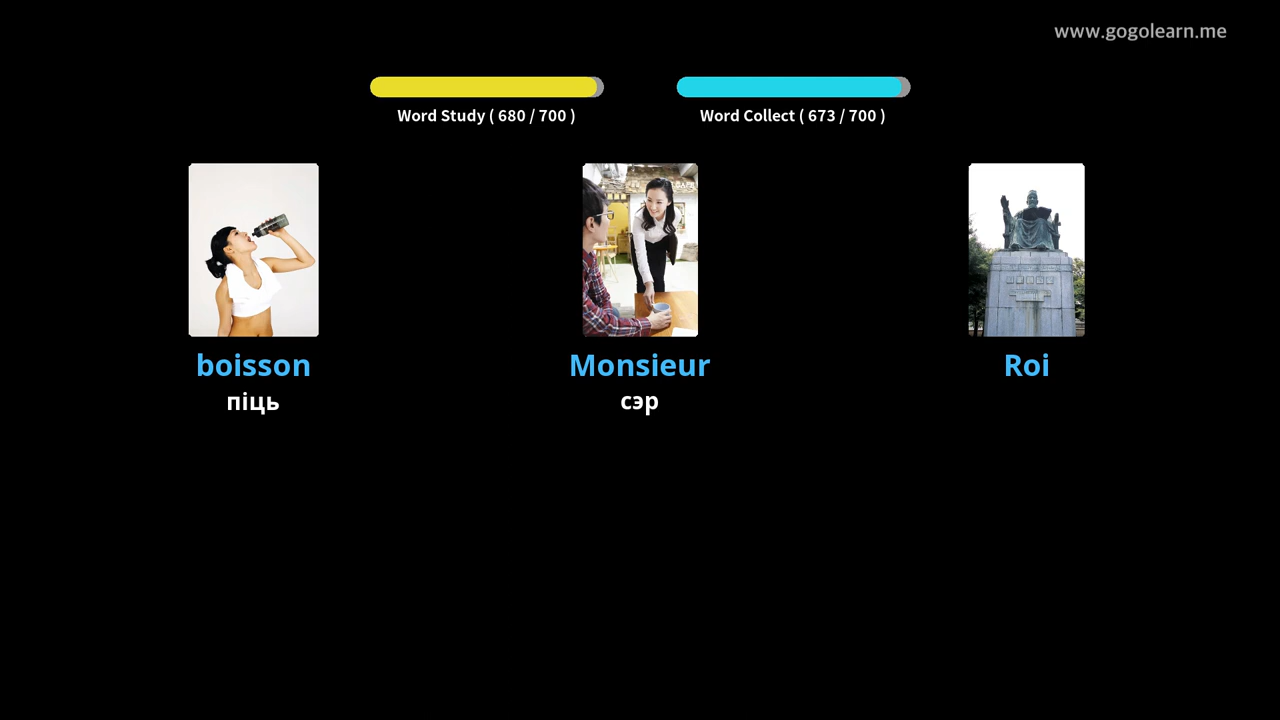 www.gogolearn.me
Word Study ( 680 / 700 )
Word Collect ( 673 / 700 )
boisson
Monsieur
Roi
піць
сэр